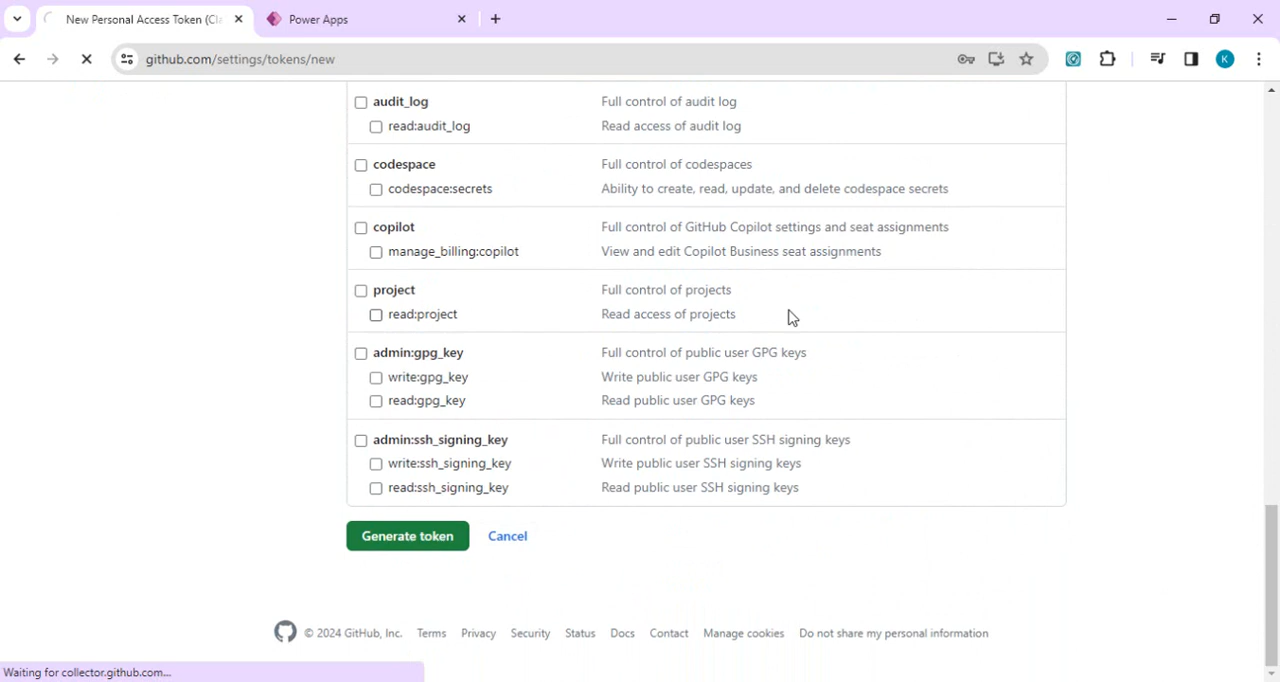 New Personal Access Token (Cl
Power Apps
github.com/settings/tokens/new
K
audit_log Full control of audit log
read:audit_log Read access of audit log
codespace Full control of codespaces
codespace:secrets Ability to create, read, update, and delete codespace secrets
copilot Full control of GitHub Copilot settings and seat assignments
manage_billing:copilot View and edit Copilot Business seat assignments
project Full control of projects
read:project Read access of projects
admin:gpg_key Full control of public user GPG keys
write:gpg_key Write public user GPG keys
read:gpg_key Read public user GPG keys
admin:ssh_signing_key Full control of public user SSH signing keys
write:ssh_signing_key Write public user SSH signing keys
read:ssh_signing_key Read public user SSH signing keys
Generate token Cancel
© 2024 GitHub, Inc. Terms Privacy Security Status Docs Contact Manage cookies Do not share my personal information
Waiting for collector.github.com...